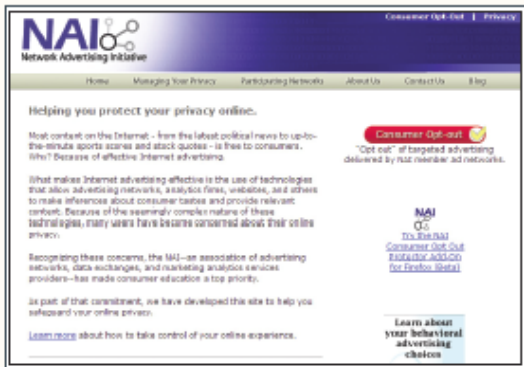 Consumer Opt-Out | Privacy
NAI
Network Advertising Initiative
Home Managing Your Privacy Participating Networks About Us Contact Us Blog
Helping you protect your privacy online.
Most content on the Internet - from the latest political news to up-to-
the-minute sports scores and stock quotes - is free to consumers.
Why? Because of effective Internet advertising.
What makes Internet advertising effective is the use of technologies
that allow advertising networks, analytics firms, websites, and others
to make inferences about consumer tastes and provide relevant
content. Because of the seemingly complex nature of these
technologies, many users have become concerned about their online
privacy.
Recognizing these concerns, the NAI--an association of advertising
networks, data exchanges, and marketing analytics services
providers--has made consumer education a top priority.
As part of that commitment, we have developed this site to help you
safeguard your online privacy.
Learn more about how to take control of your online experience.
Consumer Opt-out
"Opt out" of targeted advertising
delivered by NAI member ad networks.
NAI
Try the NAI
Consumer Opt Out
Protector Add-On
for Firefox (Beta)
Learn about
your behavioral
advertising
choices